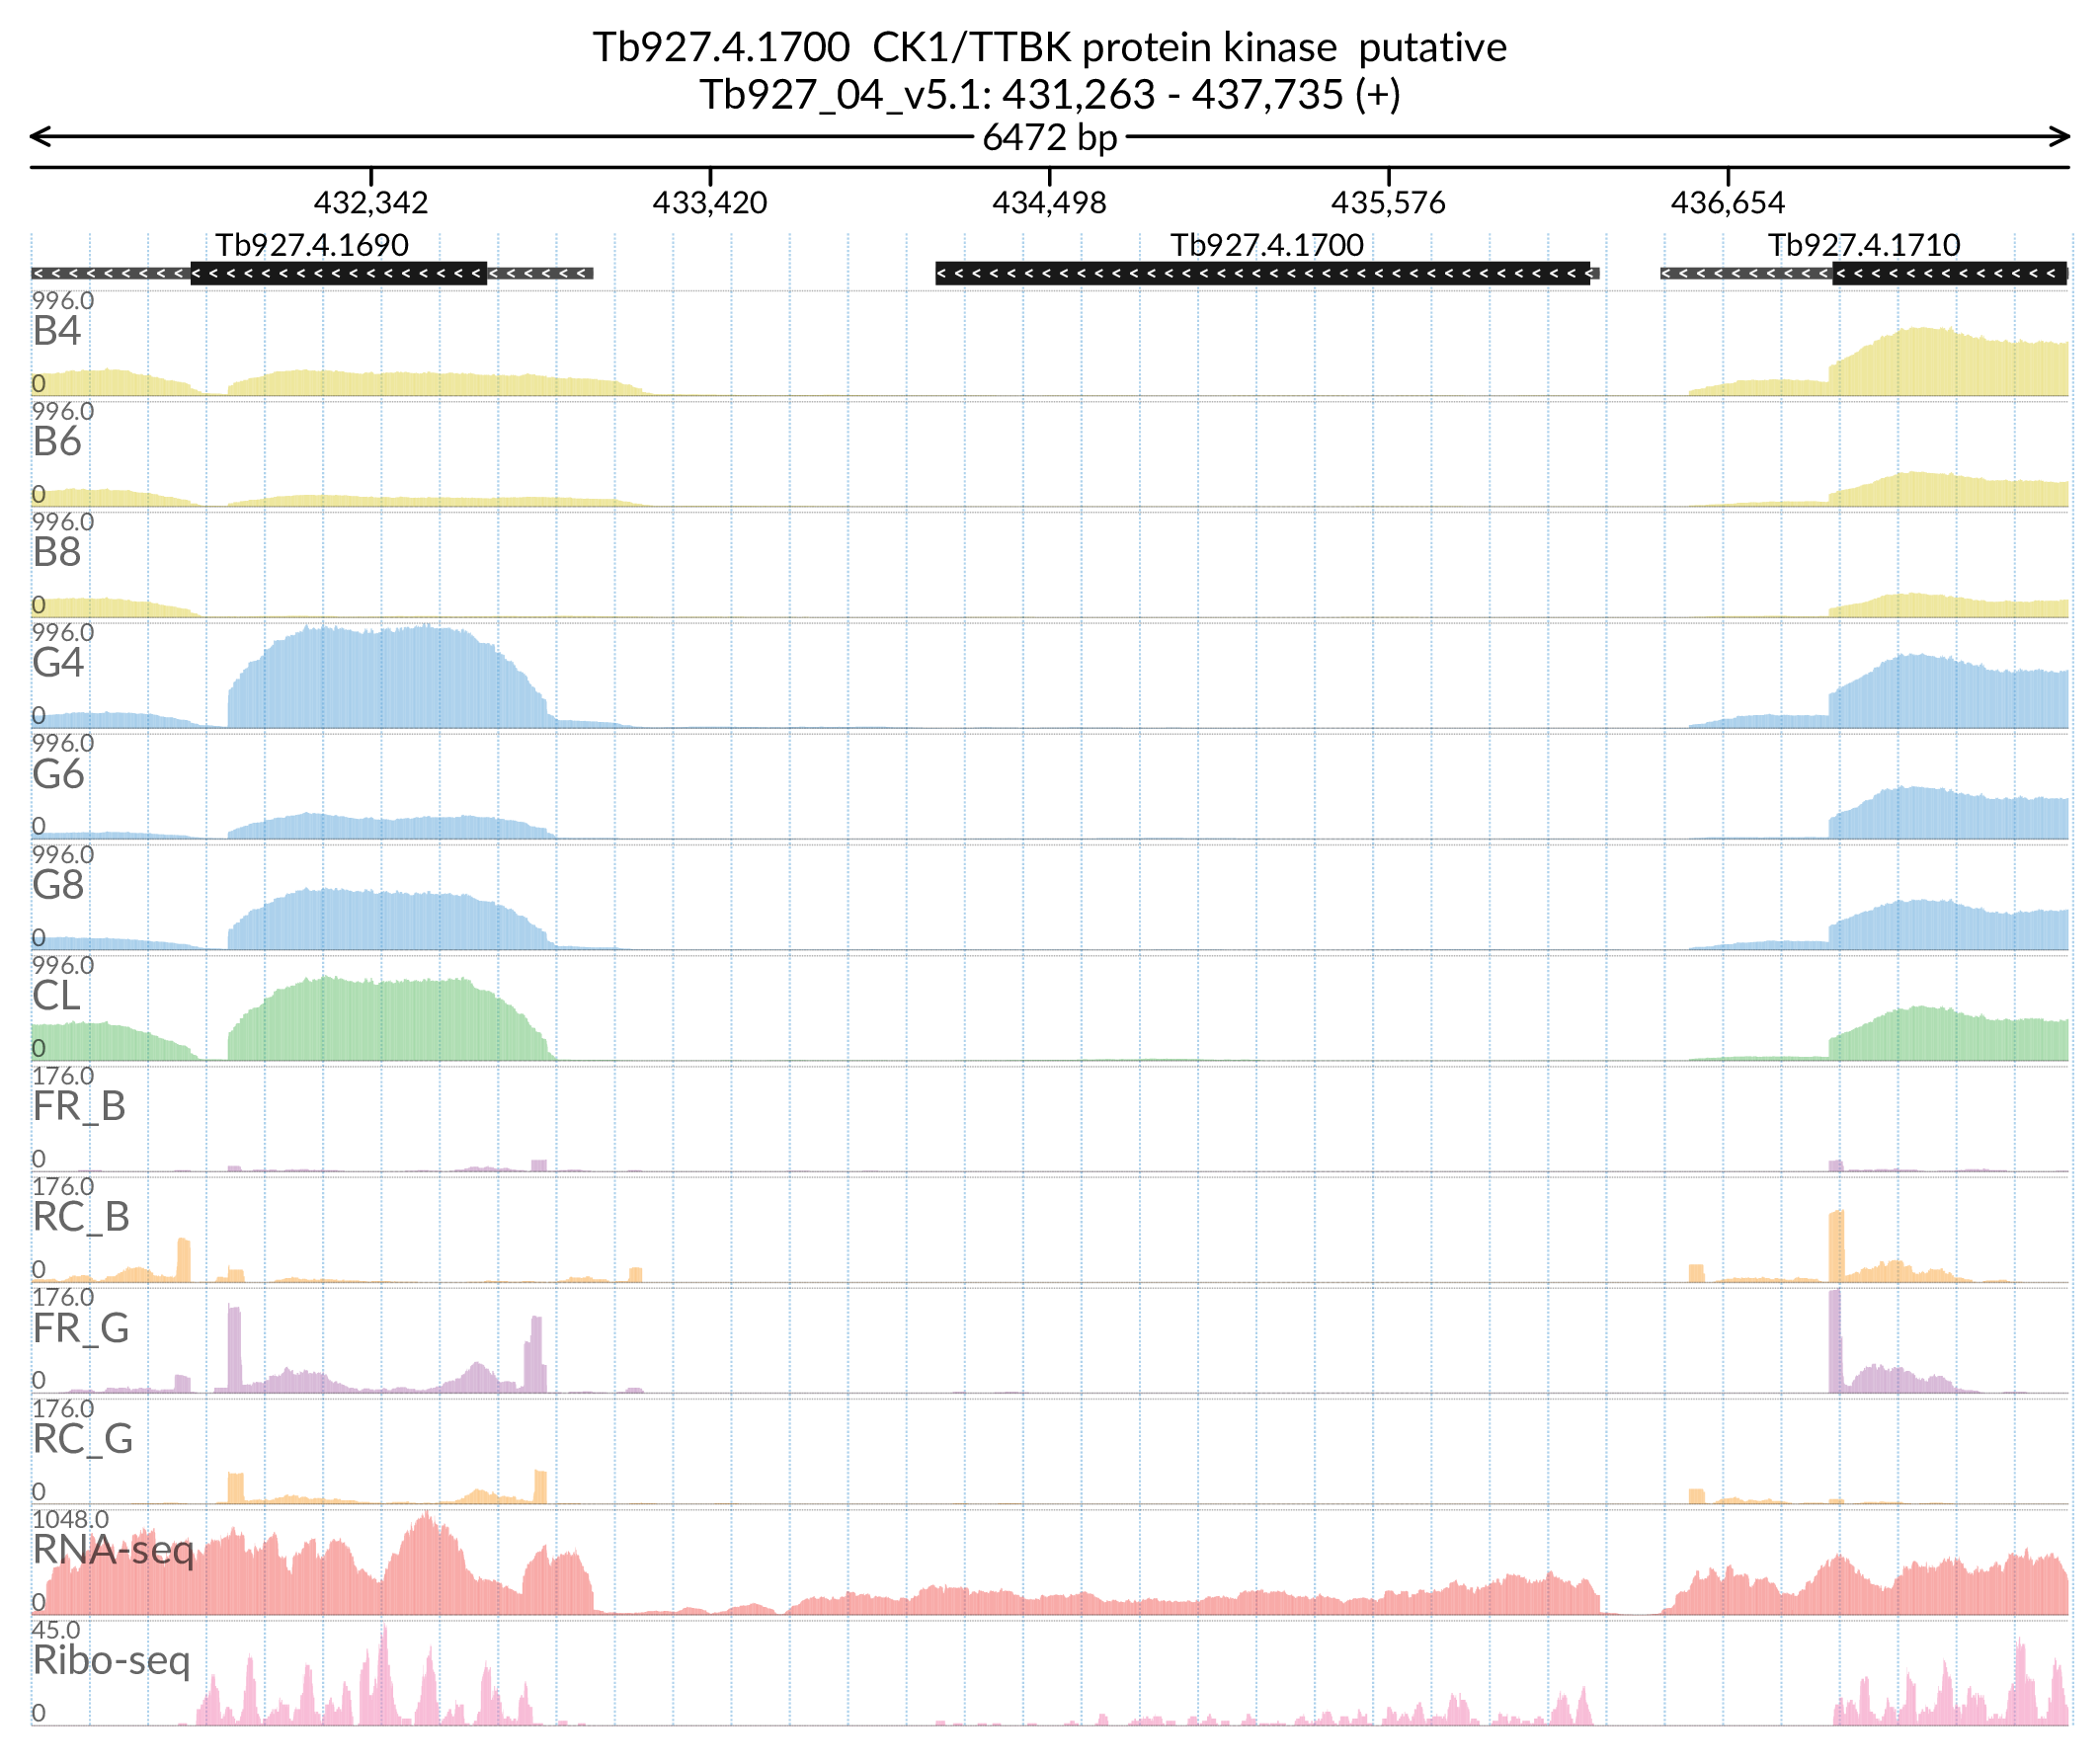 Tb927.4.1700 CK1/TTBK protein kinase putative
Tb927_04_v5.1: 431,263 - 437,735 (+)
6472 bp
432,342 433,420 434,498 435,576 436,654
Tb927.4.1690 Tb927.4.1700 Tb927.4.1710
996.0
B4
0
996.0
B6
0
996.0
B8
0
996.0
G4
0
996.0
G6
0
996.0
G8
0
996.0
CL
0
176.0
FR_B
0
176.0
RC_B
0
176.0
FR_G
0
176.0
RC_G
0
1048.0
RNA-seq
0
45.0
Ribo-seq
0